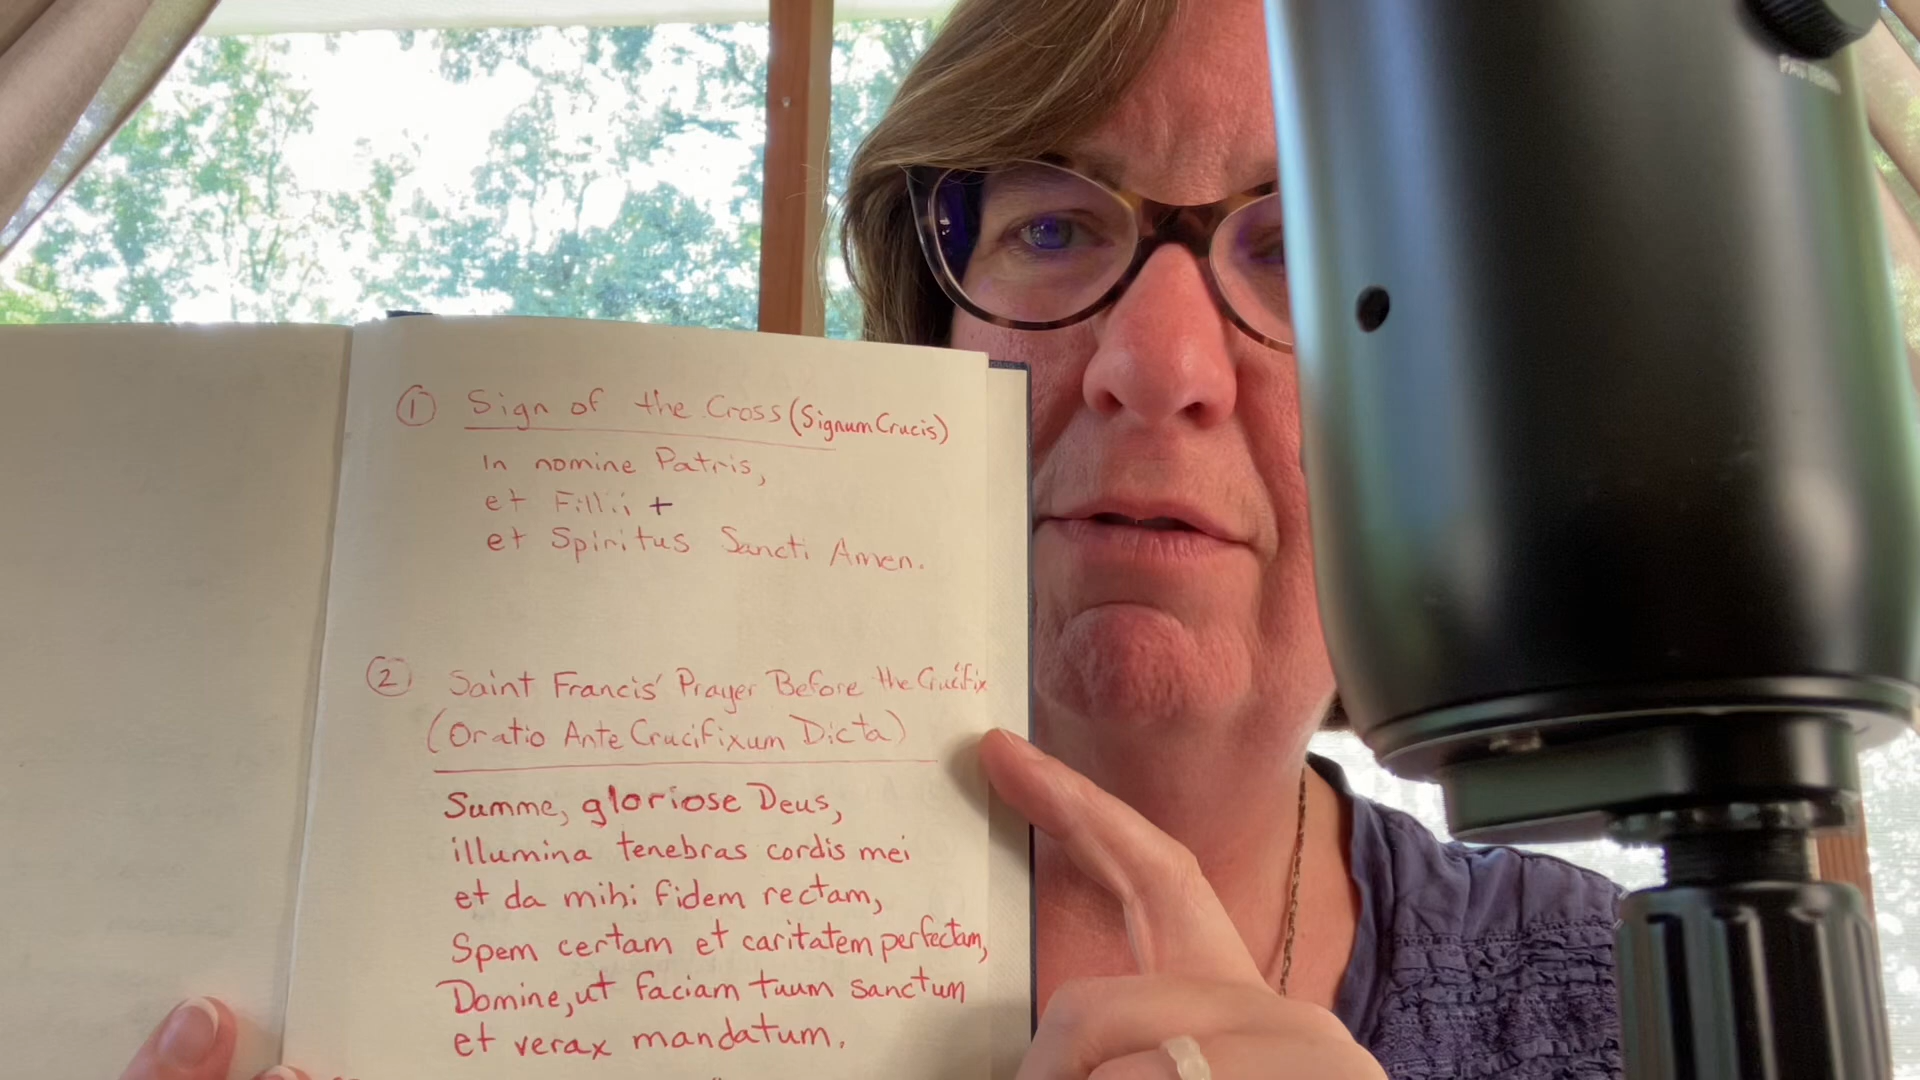 ① Sign of the Cross (Signum Crucis)
In nomine Patris,
et Fillii +
et Spiritus Sancti Amen.
② Saint Francis' Prayer Before the Crucifix
(Oratio Ante Crucifixum Dicta)
Summe, gloriose Deus,
illumina tenebras cordis mei
et da mihi fidem rectam,
Spem certam et caritatem perfectam,
Domine, ut faciam tuum sanctum
et verax mandatum.